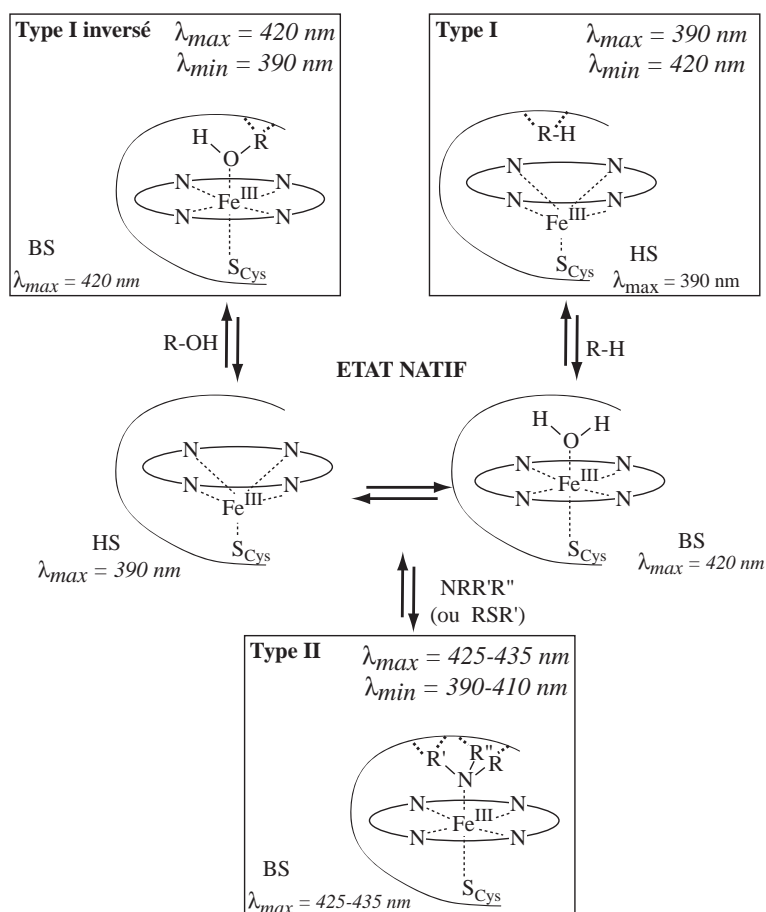 Type I inversé λmax = 420 nm
λmin = 390 nm
H R
O
N N
FeIII
N N
BS
SCys
λmax = 420 nm
Type I λmax = 390 nm
λmin = 420 nm
R-H
N N
N N
FeIII
HS
SCys
λmax = 390 nm
R-OH
R-H
ETAT NATIF
N N
N N
FeIII
HS
SCys
λmax = 390 nm
H H
O
N N
FeIII
N N
BS
SCys
λmax = 420 nm
NRR'R"
(ou RSR')
Type II λmax = 425-435 nm
λmin = 390-410 nm
R' R" R
N
N N
FeIII
N N
BS
SCys
λmax = 425-435 nm